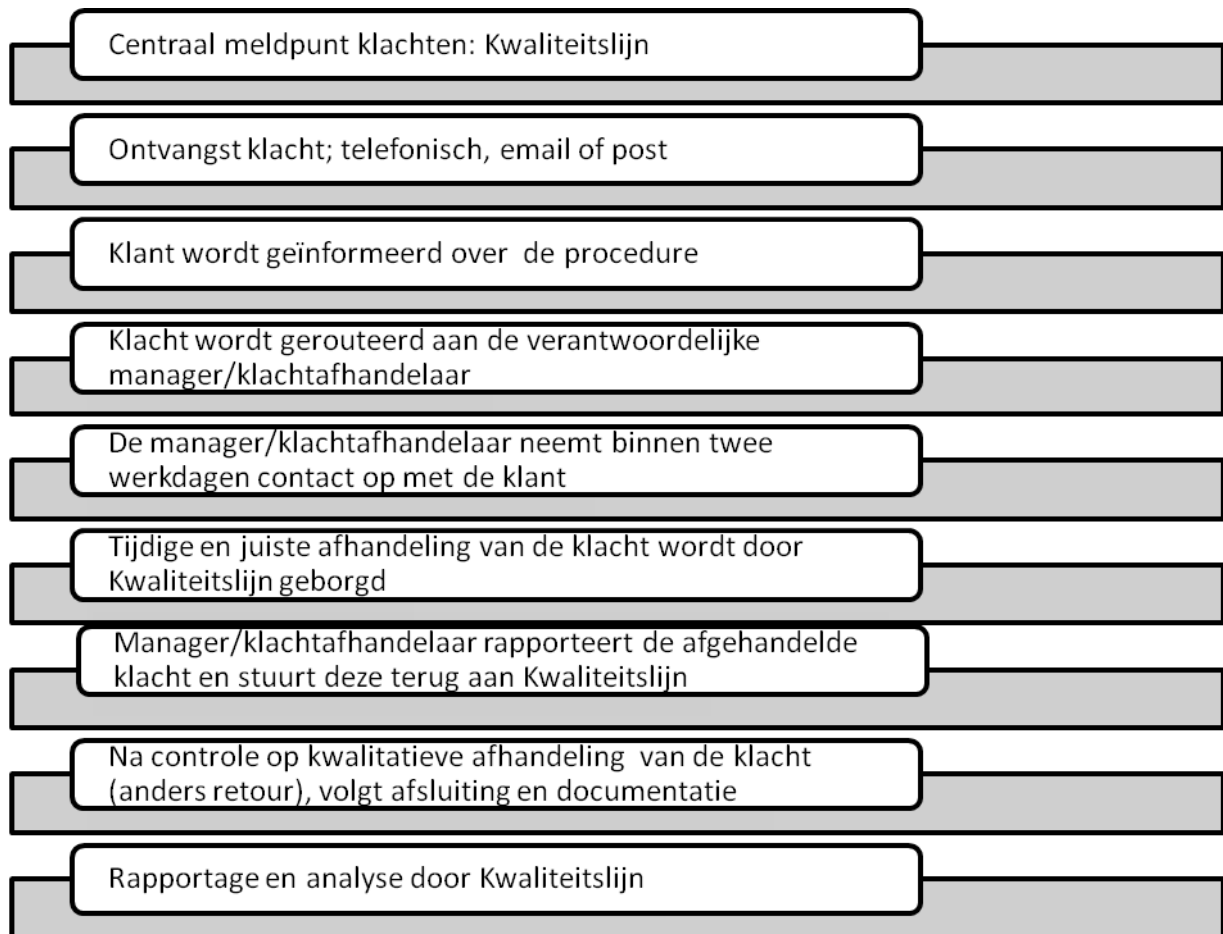 Centraal meldpunt klachten: Kwaliteitslijn
Ontvangst klacht; telefonisch, email of post
Klant wordt geïnformeerd over  de procedure
Klacht wordt gerouteerd aan de verantwoordelijke
manager/klachtafhandelaar
De manager/klachtafhandelaar neemt binnen twee
werkdagen contact op met de klant
Tijdige en juiste afhandeling van de klacht wordt door
Kwaliteitslijn geborgd
Manager/klachtafhandelaar rapporteert de afgehandelde
klacht en stuurt deze terug aan Kwaliteitslijn
Na controle op kwalitatieve afhandeling  van de klacht
(anders retour), volgt afsluiting en documentatie
Rapportage en analyse door Kwaliteitslijn